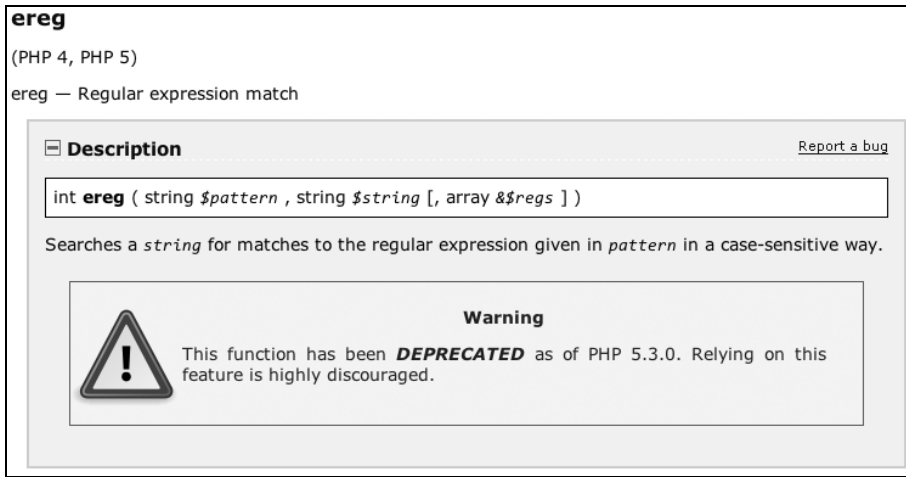 ereg
(PHP 4, PHP 5)
ereg — Regular expression match
Description
Report a bug
int ereg ( string $pattern , string $string [, array &$regs ] )
Searches a string for matches to the regular expression given in pattern in a case-sensitive way.
Warning
This function has been DEPRECATED as of PHP 5.3.0. Relying on this
feature is highly discouraged.